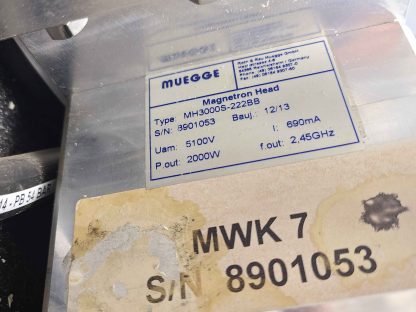 MUEGGE
MUEGGE
Magnetron Head
Type MH3000S-222BB
S/N: 8901053 Bauj.: 12/13
Uam: 5100V I: 690mA
P.out: 2000W f.out: 2,45GHz
MWK 7
S/N 8901053